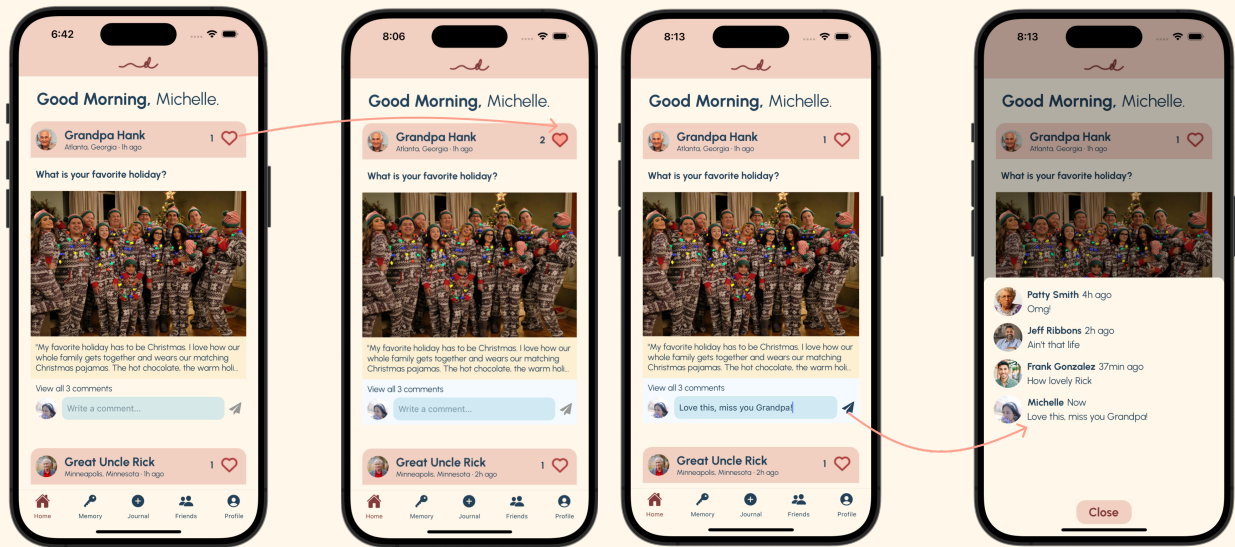 6:42
Good Morning, Michelle.
Grandpa Hank
1
Atlanta, Georgia · 1h ago
What is your favorite holiday?
"My favorite holiday has to be Christmas. I love how our
whole family gets together and wears our matching
Christmas pajamas. The hot chocolate, the warm holi...
View all 3 comments
Write a comment...
Great Uncle Rick
1
Minneapolis, Minnesota · 1h ago
Home Memory Journal Friends Profile
8:06
Good Morning, Michelle.
Grandpa Hank
2
Atlanta, Georgia · 1h ago
What is your favorite holiday?
"My favorite holiday has to be Christmas. I love how our
whole family gets together and wears our matching
Christmas pajamas. The hot chocolate, the warm holi...
View all 3 comments
Write a comment...
Great Uncle Rick
1
Minneapolis, Minnesota · 2h ago
Home Memory Journal Friends Profile
8:13
Good Morning, Michelle.
Grandpa Hank
1
Atlanta, Georgia · 1h ago
What is your favorite holiday?
"My favorite holiday has to be Christmas. I love how our
whole family gets together and wears our matching
Christmas pajamas. The hot chocolate, the warm holi...
View all 3 comments
Love this, miss you Grandpa!
Great Uncle Rick
1
Minneapolis, Minnesota · 2h ago
Home Memory Journal Friends Profile
8:13
Good Morning, Michelle.
Grandpa Hank
1
Atlanta, Georgia · 1h ago
What is your favorite holiday?
Patty Smith 4h ago
Omg!
Jeff Ribbons 2h ago
Ain't that life
Frank Gonzalez 37min ago
How lovely Rick
Michelle Now
Love this, miss you Grandpa!
Close